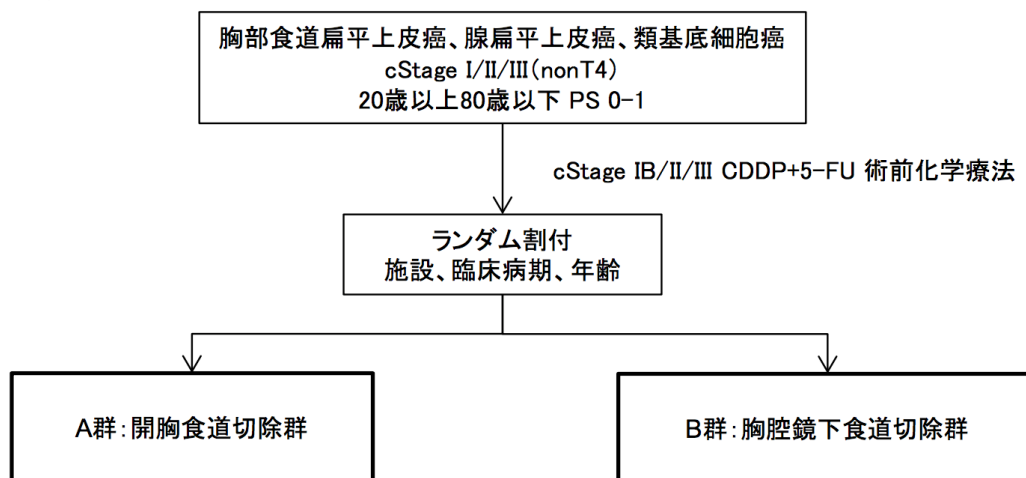 胸部食道扁平上皮癌、腺扁平上皮癌、類基底細胞癌
cStage I/II/III(nonT4)
20歳以上80歳以下 PS 0-1
cStage IB/II/III CDDP+5-FU 術前化学療法
ランダム割付
施設、臨床病期、年齢
A群:開胸食道切除群
B群:胸腔鏡下食道切除群